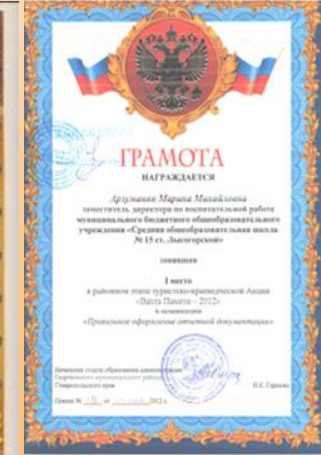 ГРАМОТА
НАГРАЖДАЕТСЯ
Арзуманян Марина Михайловна
заместитель директора по воспитательной работе
муниципального бюджетного общеобразовательного
учреждения «Средняя общеобразовательная школа
№ 15 ст. Лысогорской»
занявшая
I место
в районном этапе туристско-краеведческой Акции
«Вахта Памяти – 2012»
в номинации
«Правильное оформление отчетной документации»
Начальник отдела образования администрации
Георгиевского муниципального района
Ставропольского края
Приказ № от 2012 г.